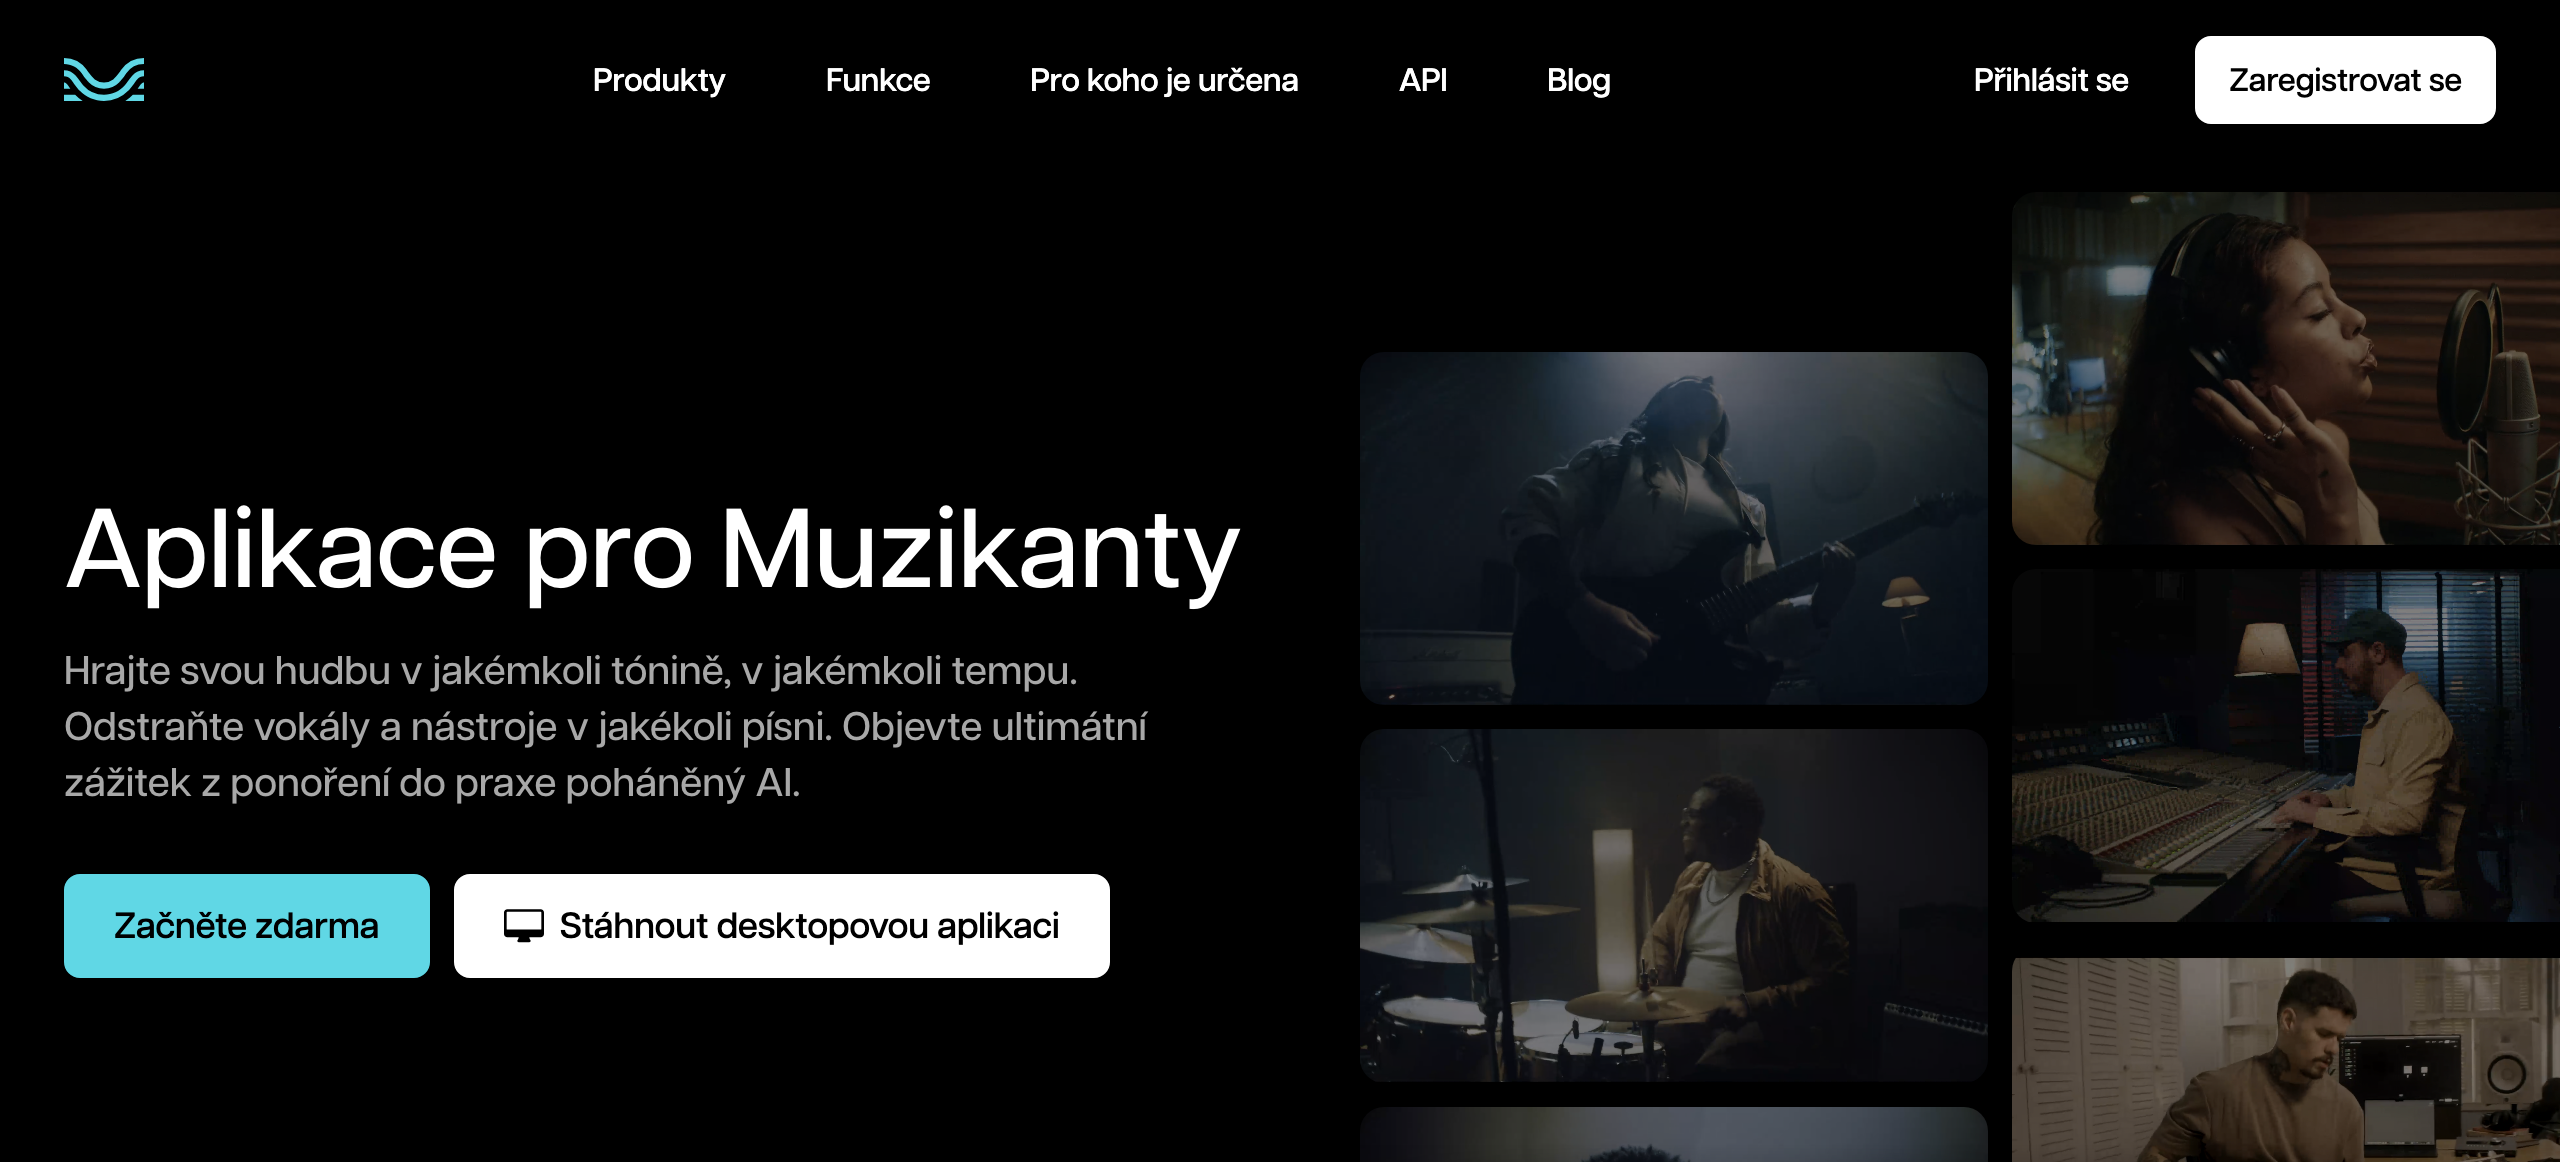 Produkty
Funkce
Pro koho je určena
API
Blog
Přihlásit se
Zaregistrovat se
Aplikace pro Muzikanty
Hrajte svou hudbu v jakémkoli tónině, v jakémkoli tempu.
Odstraňte vokály a nástroje v jakékoli písni. Objevte ultimátní
zážitek z ponoření do praxe poháněný AI.
Začněte zdarma
Stáhnout desktopovou aplikaci